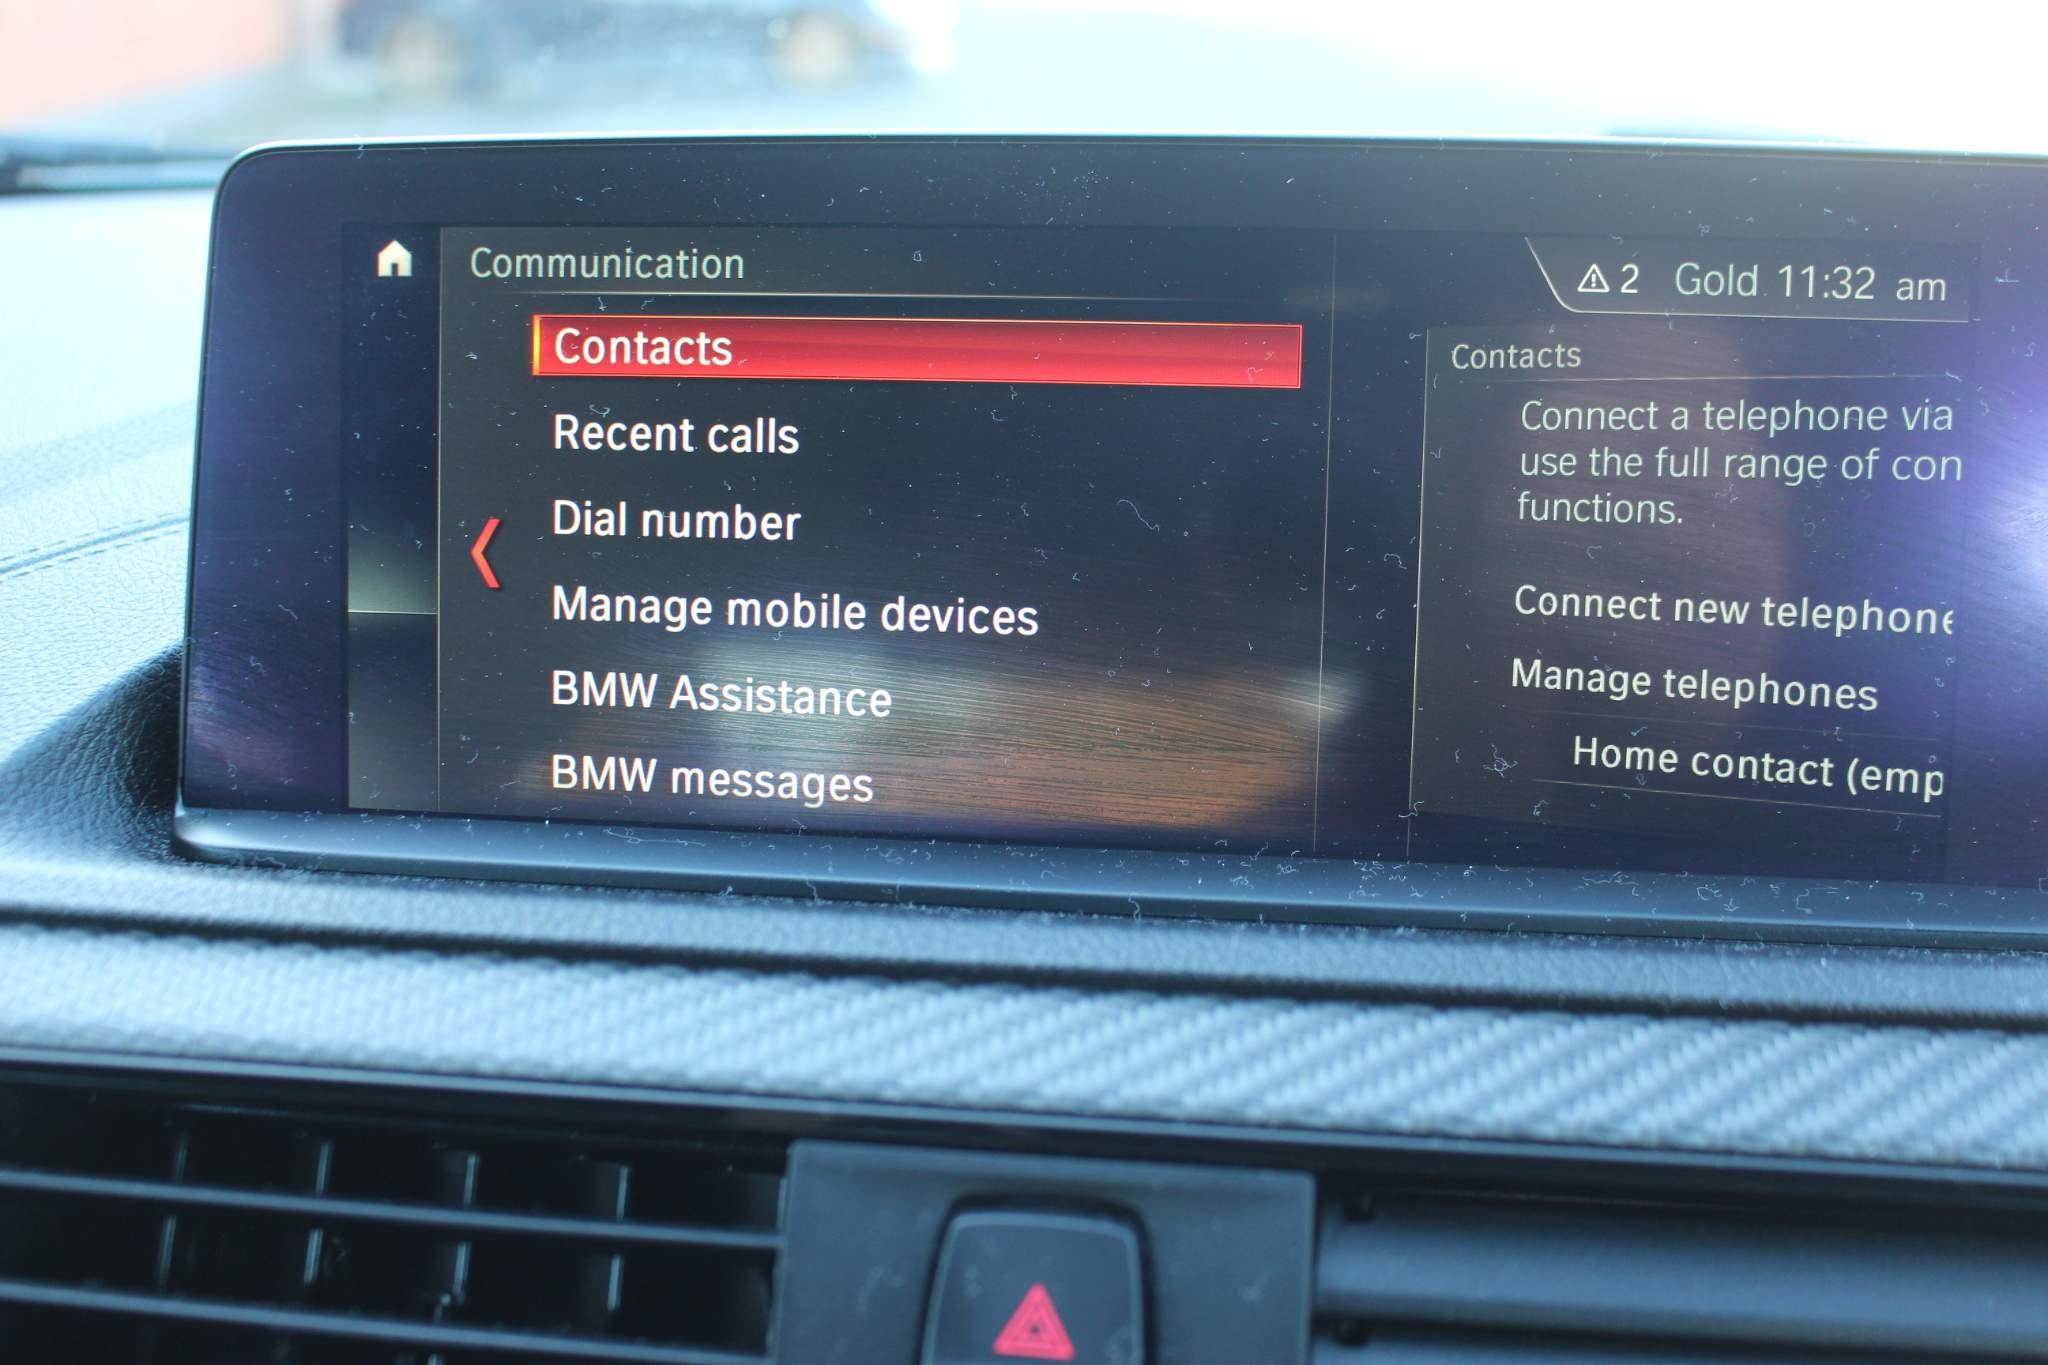 Communication
2 Gold 11:32 am
Contacts
Recent calls
Dial number
Manage mobile devices
BMW Assistance
BMW messages
Contacts
Connect a telephone via
use the full range of con
functions.
Connect new telephone
Manage telephones
Home contact (emp